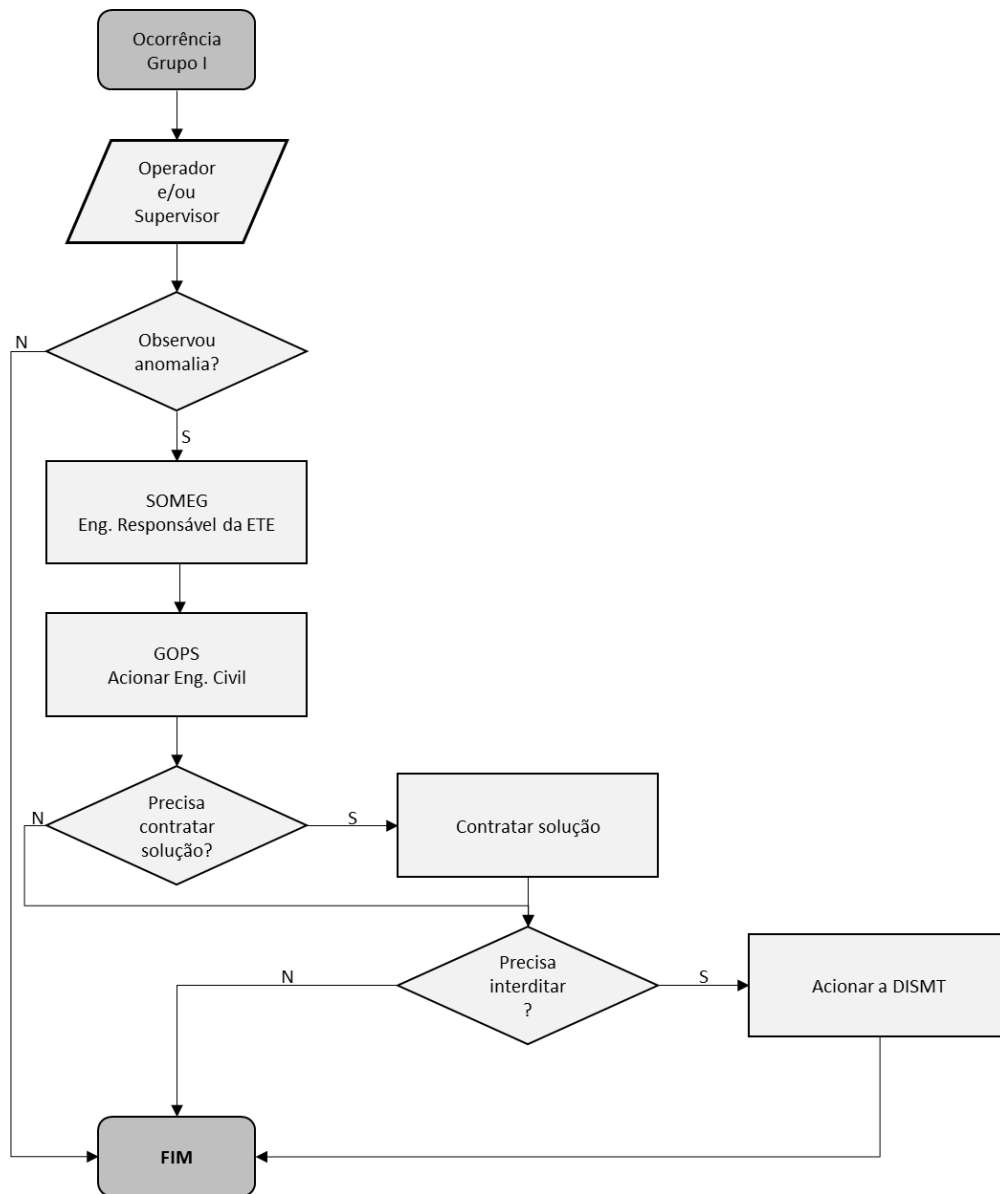 Ocorrência
Grupo I
Operador
e/ou
Supervisor
N
Observou
anomalia?
S
SOMEG
Eng. Responsável da ETE
GOPS
Acionar Eng. Civil
N
Precisa
contratar
solução?
S
Contratar solução
N
Precisa
interditar
?
S
Acionar a DISMT
FIM